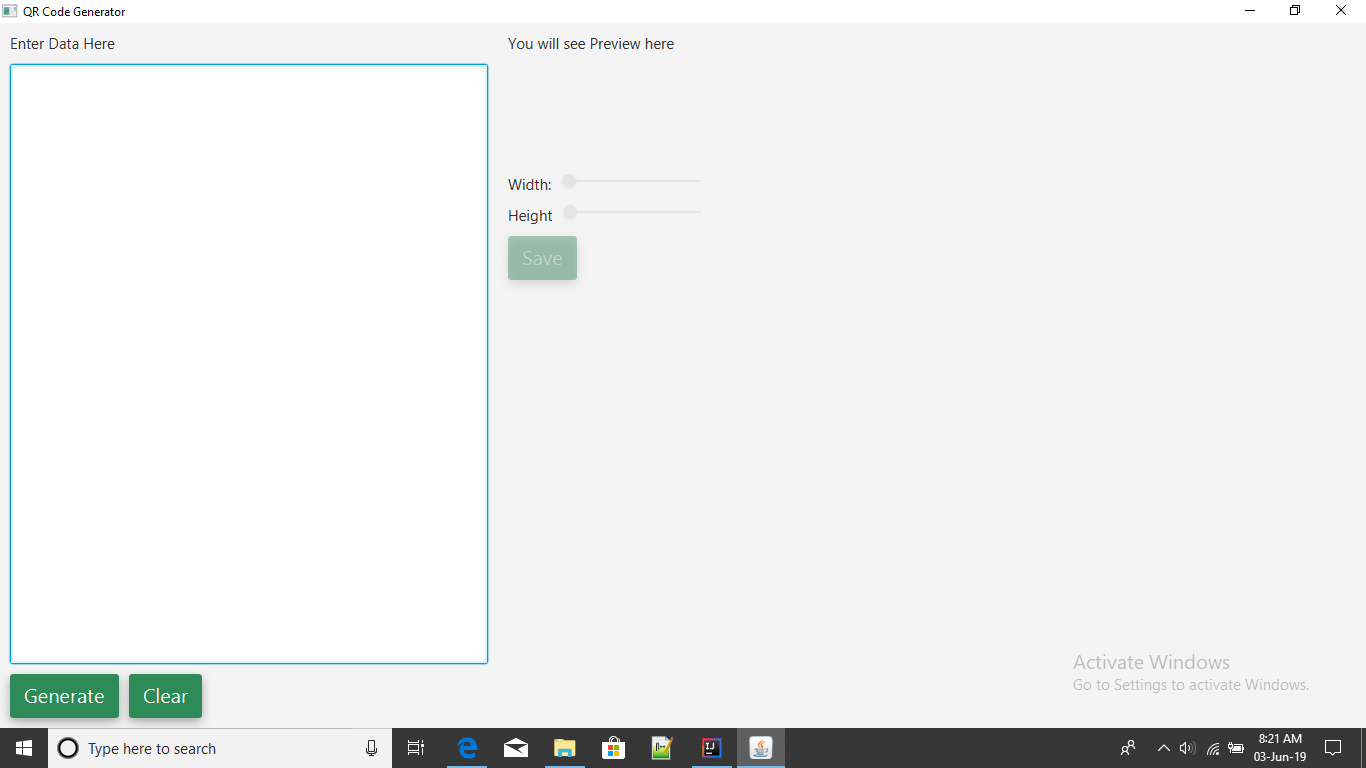 QR Code Generator
Enter Data Here
You will see Preview here
Width:
Height
Save
Generate
Clear
Activate Windows
Go to Settings to activate Windows.
Type here to search
IJ
8:21 AM
03-Jun-19